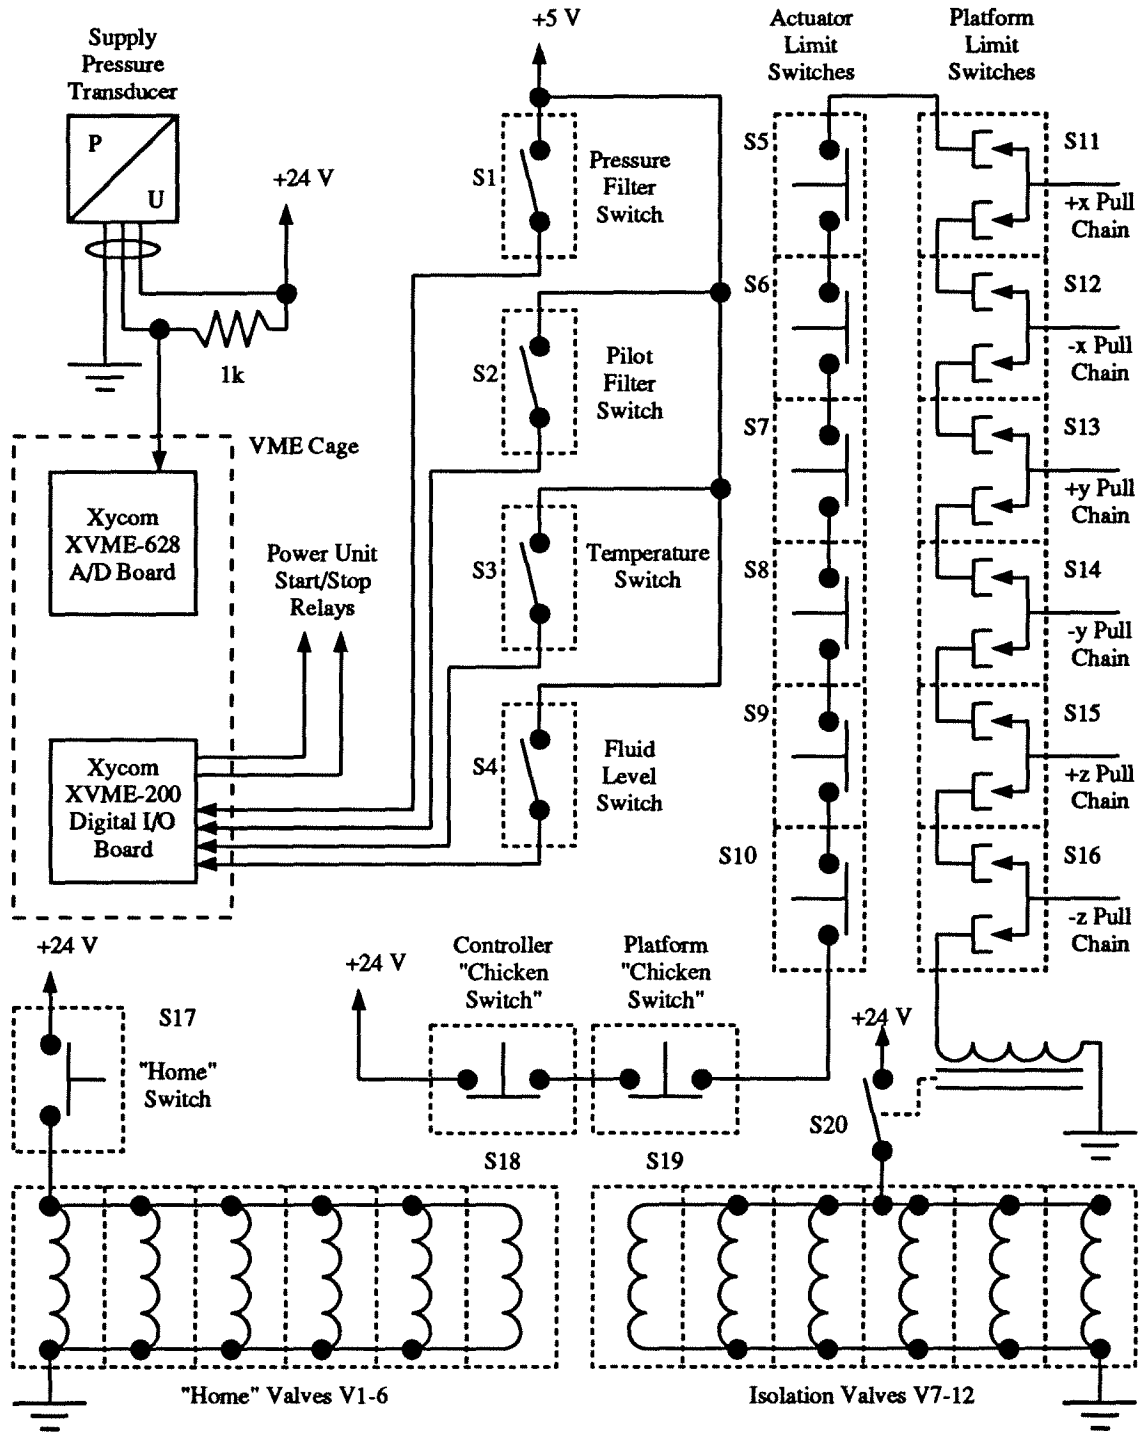 +5 V
Actuator
Limit
Switches
Platform
Limit
Switches
Supply
Pressure
Transducer
P
U
+24 V
1k
S1
Pressure
Filter
Switch
S2
Pilot
Filter
Switch
S3
Temperature
Switch
S4
Fluid
Level
Switch
S5
S6
S7
S8
S9
S10
S11
+x Pull
Chain
S12
-x Pull
Chain
S13
+y Pull
Chain
S14
-y Pull
Chain
S15
+z Pull
Chain
S16
-z Pull
Chain
VME Cage
Xycom
XVME-628
A/D Board
Power Unit
Start/Stop
Relays
Xycom
XVME-200
Digital I/O
Board
+24 V
S17
"Home"
Switch
+24 V
Controller
"Chicken
Switch"
Platform
"Chicken
Switch"
+24 V
S20
S18
S19
"Home" Valves V1-6
Isolation Valves V7-12